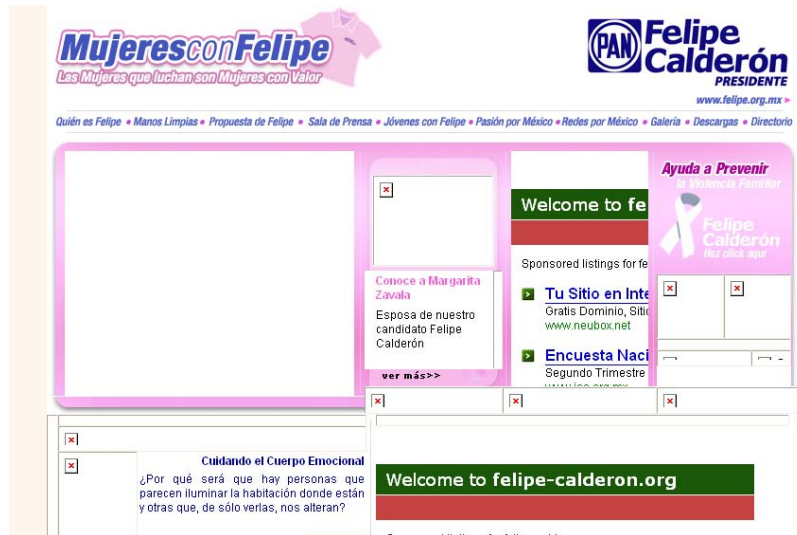 MujeresconFelipe
Las Mujeres que luchan son Mujeres con Valor
PAN
Felipe
Calderón
PRESIDENTE
www.felipe.org.mx
Quién es Felipe • Manos Limpias • Propuesta de Felipe • Sala de Prensa • Jóvenes con Felipe • Pasión por México • Redes por México • Galería • Descargas • Directorio
Conoce a Margarita
Zavala
Esposa de nuestro
candidato Felipe
Calderón
ver más>>
Welcome to fe
Sponsored listings for fe
Tu Sitio en Inte
Gratis Dominio, Sitio
www.neubox.net
Encuesta Naci
Segundo Trimestre
Ayuda a Prevenir
la Violencia Familiar
Felipe
Calderón
Haz click aquí
Cuidando el Cuerpo Emocional
¿Por qué será que hay personas que
parecen iluminar la habitación donde están
y otras que, de sólo verlas, nos alteran?
Welcome to felipe-calderon.org